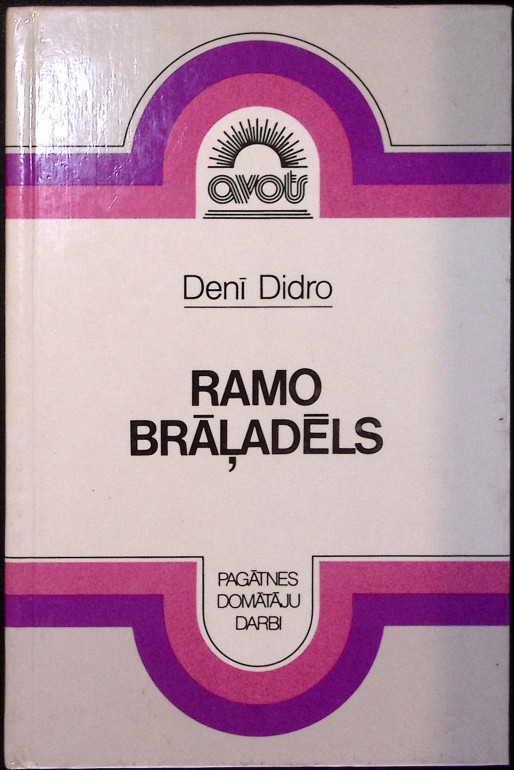 avots
Denī Didro
RAMO
BRĀĻADĒLS
PAGĀTNES
DOMĀTĀJU
DARBI